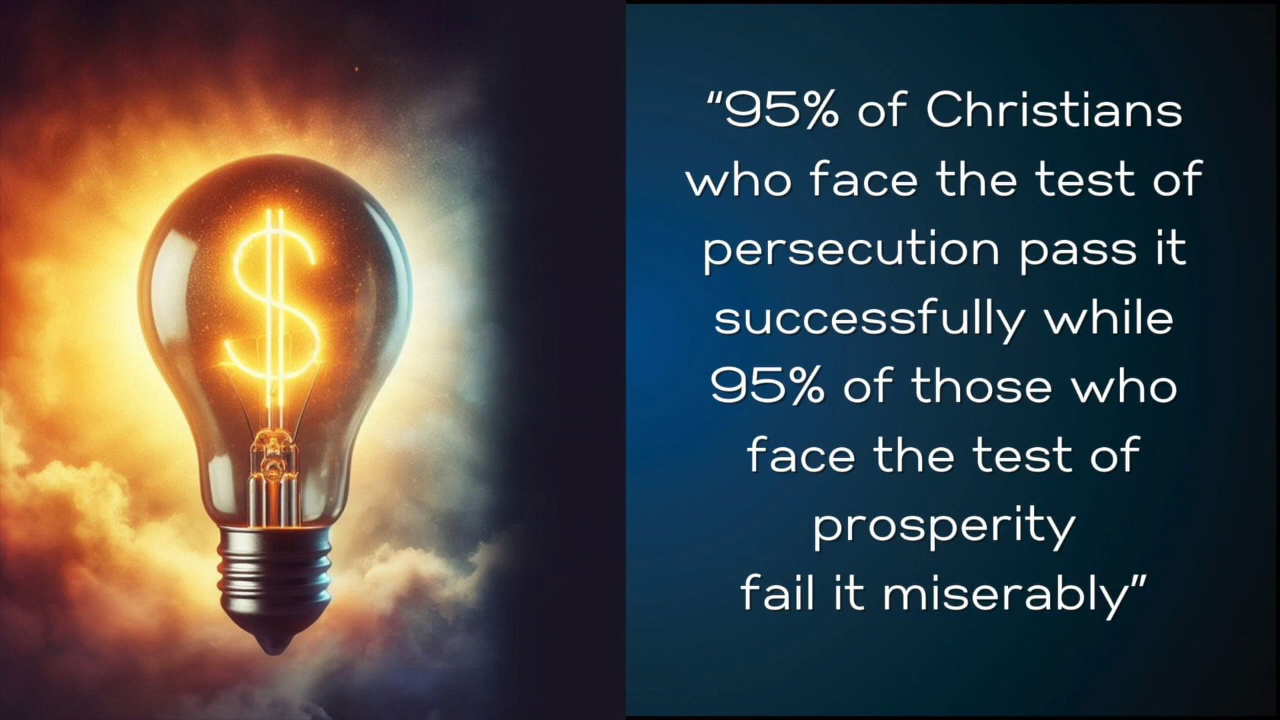 “95% of Christians
who face the test of
persecution pass it
successfully while
95% of those who
face the test of
prosperity
fail it miserably”
$